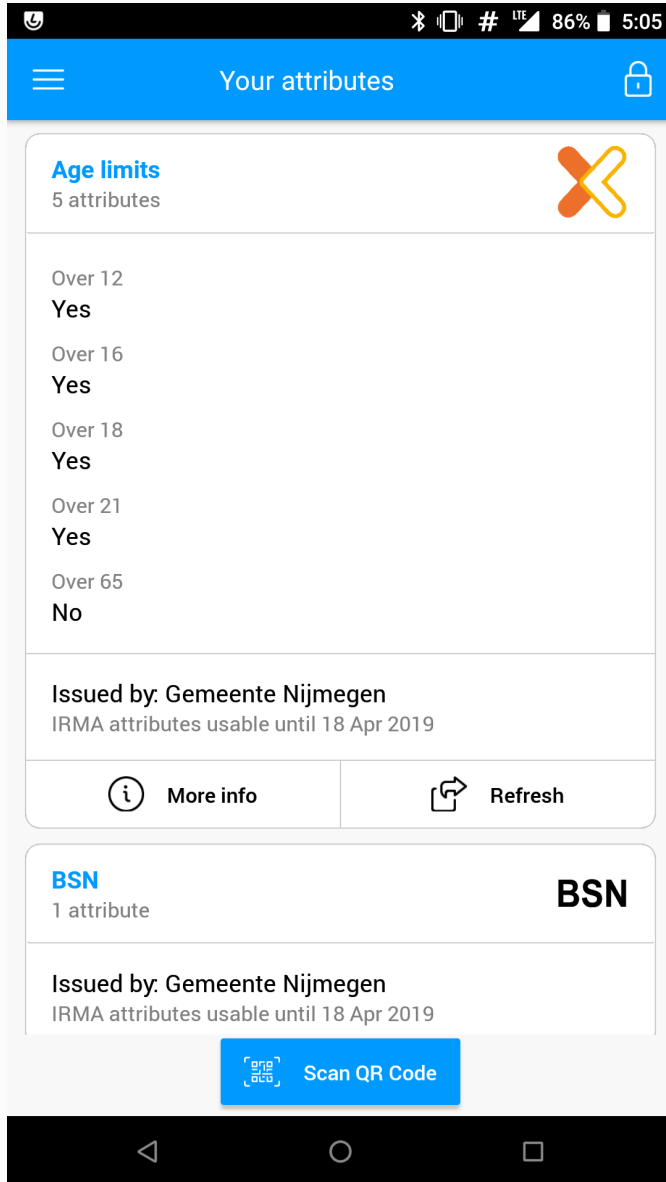 # LTE 86% 5:05
Your attributes
Age limits
5 attributes
Over 12
Yes
Over 16
Yes
Over 18
Yes
Over 21
Yes
Over 65
No
Issued by: Gemeente Nijmegen
IRMA attributes usable until 18 Apr 2019
More info Refresh
BSN BSN
1 attribute
Issued by: Gemeente Nijmegen
IRMA attributes usable until 18 Apr 2019
Scan QR Code